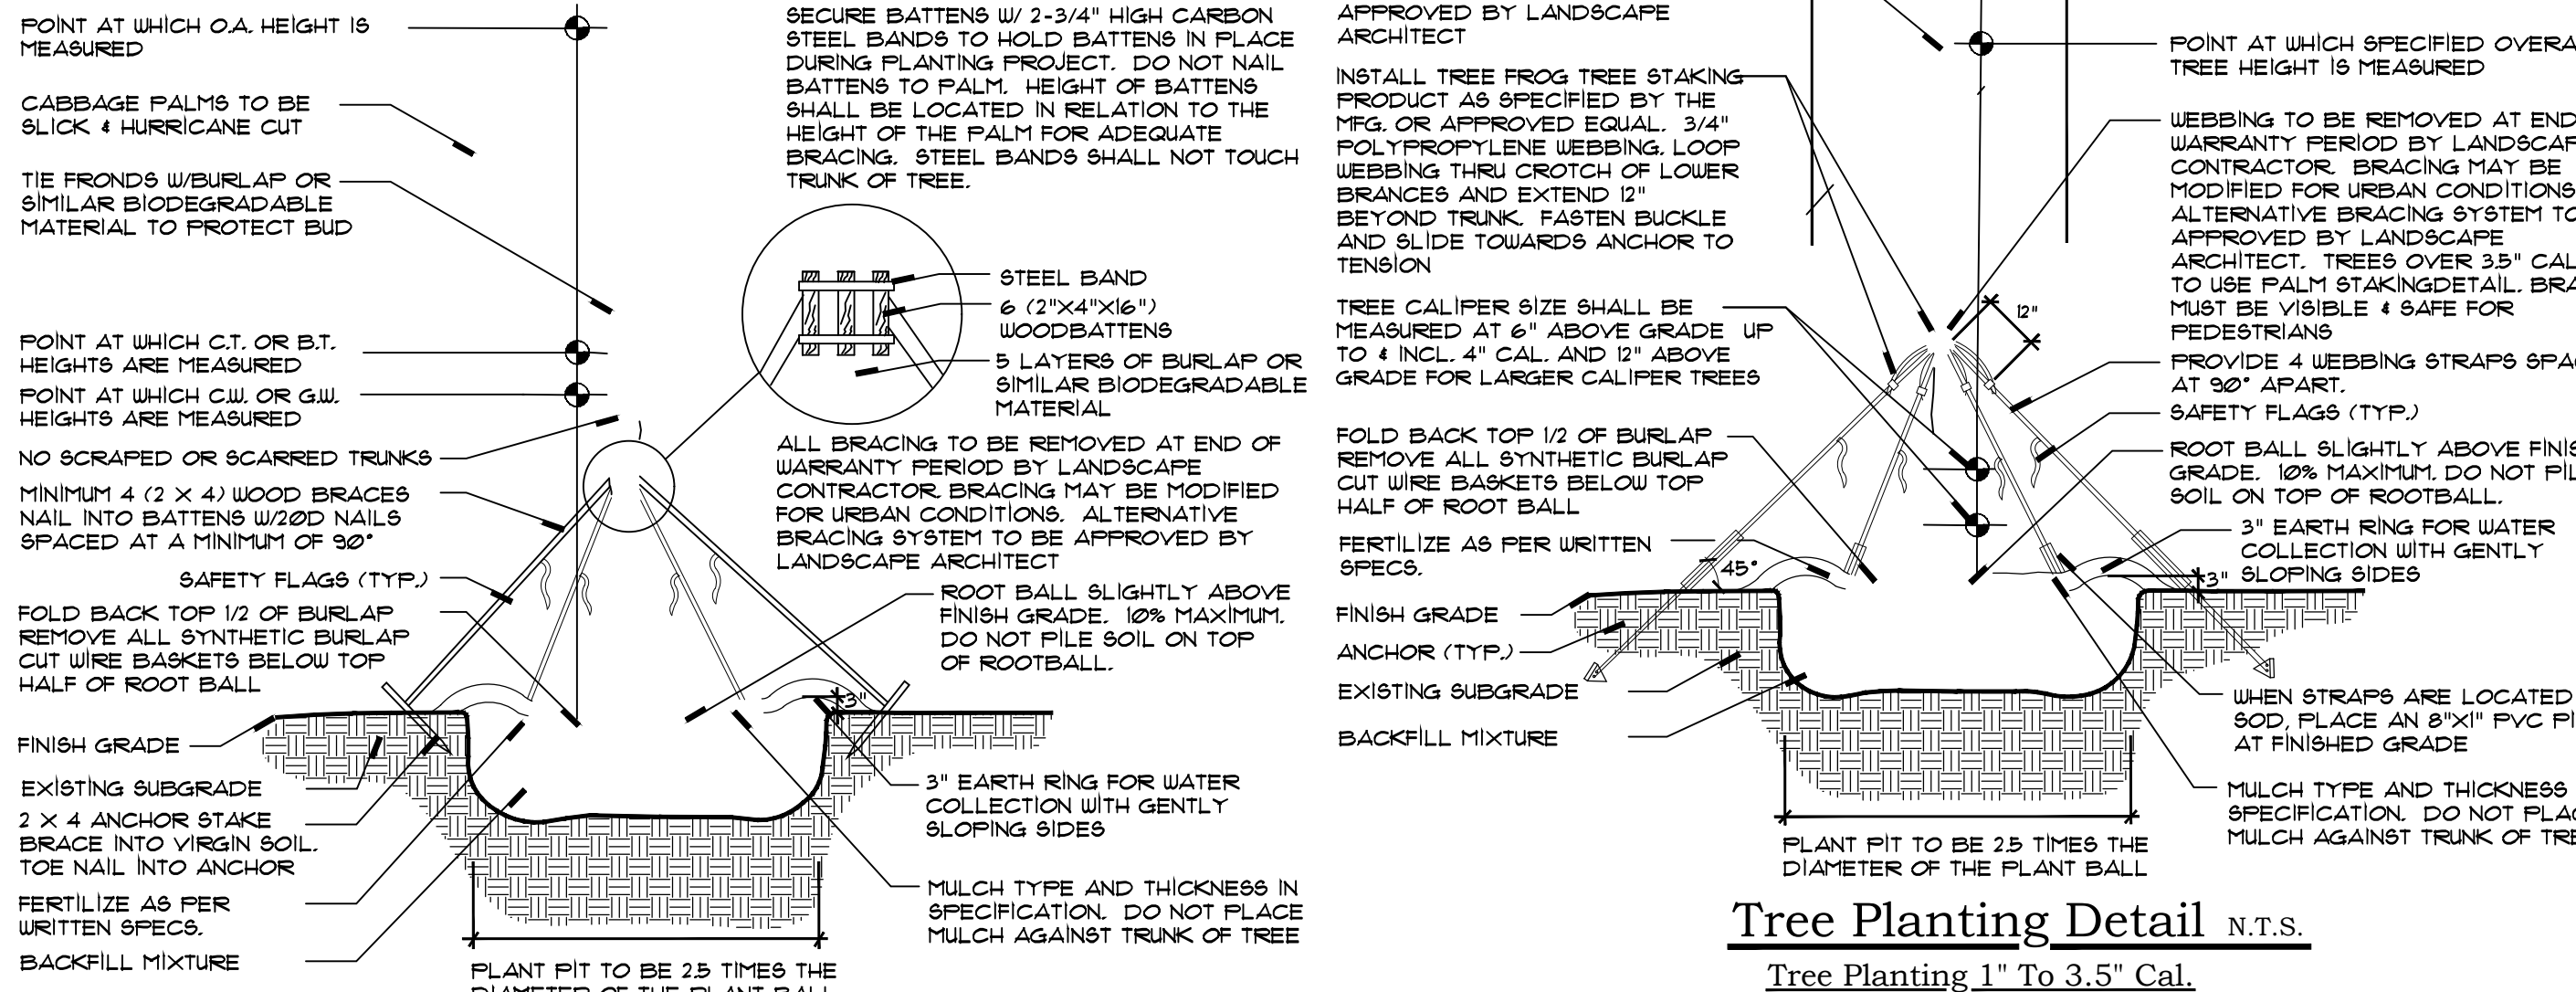 POINT AT WHICH O.A. HEIGHT IS
MEASURED
CABBAGE PALMS TO BE
SLICK & HURRICANE CUT
TIE FRONDS W/BURLAP OR
SIMILAR BIODEGRADABLE
MATERIAL TO PROTECT BUD
POINT AT WHICH C.T. OR B.T.
HEIGHTS ARE MEASURED
POINT AT WHICH C.W. OR G.W.
HEIGHTS ARE MEASURED
NO SCRAPED OR SCARRED TRUNKS
MINIMUM 4 (2 X 4) WOOD BRACES
NAIL INTO BATTENS W/20D NAILS
SPACED AT A MINIMUM OF 90°
SAFETY FLAGS (TYP.)
FOLD BACK TOP 1/2 OF BURLAP
REMOVE ALL SYNTHETIC BURLAP
CUT WIRE BASKETS BELOW TOP
HALF OF ROOT BALL
FINISH GRADE
EXISTING SUBGRADE
2 X 4 ANCHOR STAKE
BRACE INTO VIRGIN SOIL.
TOE NAIL INTO ANCHOR
FERTILIZE AS PER
WRITTEN SPECS.
BACKFILL MIXTURE
SECURE BATTENS W/ 2-3/4" HIGH CARBON
STEEL BANDS TO HOLD BATTENS IN PLACE
DURING PLANTING PROJECT. DO NOT NAIL
BATTENS TO PALM. HEIGHT OF BATTENS
SHALL BE LOCATED IN RELATION TO THE
HEIGHT OF THE PALM FOR ADEQUATE
BRACING. STEEL BANDS SHALL NOT TOUCH
TRUNK OF TREE.
STEEL BAND
6 (2"X4"X16")
WOODBATTENS
5 LAYERS OF BURLAP OR
SIMILAR BIODEGRADABLE
MATERIAL
ALL BRACING TO BE REMOVED AT END OF
WARRANTY PERIOD BY LANDSCAPE
CONTRACTOR. BRACING MAY BE MODIFIED
FOR URBAN CONDITIONS. ALTERNATIVE
BRACING SYSTEM TO BE APPROVED BY
LANDSCAPE ARCHITECT
ROOT BALL SLIGHTLY ABOVE
FINISH GRADE. 10% MAXIMUM.
DO NOT PILE SOIL ON TOP
OF ROOTBALL.
3"
3" EARTH RING FOR WATER
COLLECTION WITH GENTLY
SLOPING SIDES
MULCH TYPE AND THICKNESS IN
SPECIFICATION. DO NOT PLACE
MULCH AGAINST TRUNK OF TREE
PLANT PIT TO BE 2.5 TIMES THE
DIAMETER OF THE PLANT BALL
APPROVED BY LANDSCAPE
ARCHITECT
INSTALL TREE FROG TREE STAKING
PRODUCT AS SPECIFIED BY THE
MFG. OR APPROVED EQUAL. 3/4"
POLYPROPYLENE WEBBING. LOOP
WEBBING THRU CROTCH OF LOWER
BRANCES AND EXTEND 12"
BEYOND TRUNK. FASTEN BUCKLE
AND SLIDE TOWARDS ANCHOR TO
TENSION
TREE CALIPER SIZE SHALL BE
MEASURED AT 6" ABOVE GRADE UP
TO & INCL. 4" CAL. AND 12" ABOVE
GRADE FOR LARGER CALIPER TREES
FOLD BACK TOP 1/2 OF BURLAP
REMOVE ALL SYNTHETIC BURLAP
CUT WIRE BASKETS BELOW TOP
HALF OF ROOT BALL
FERTILIZE AS PER WRITTEN
SPECS.
45°
FINISH GRADE
ANCHOR (TYP.)
EXISTING SUBGRADE
BACKFILL MIXTURE
PLANT PIT TO BE 2.5 TIMES THE
DIAMETER OF THE PLANT BALL
POINT AT WHICH SPECIFIED OVERA
TREE HEIGHT IS MEASURED
WEBBING TO BE REMOVED AT END
WARRANTY PERIOD BY LANDSCAP
CONTRACTOR. BRACING MAY BE
MODIFIED FOR URBAN CONDITIONS
ALTERNATIVE BRACING SYSTEM TO
APPROVED BY LANDSCAPE
ARCHITECT. TREES OVER 3.5" CAL
TO USE PALM STAKINGDETAIL. BRA
MUST BE VISIBLE & SAFE FOR
PEDESTRIANS
12"
PROVIDE 4 WEBBING STRAPS SPA
AT 90° APART.
SAFETY FLAGS (TYP.)
ROOT BALL SLIGHTLY ABOVE FINIS
GRADE. 10% MAXIMUM. DO NOT PIL
SOIL ON TOP OF ROOTBALL.
3" EARTH RING FOR WATER
COLLECTION WITH GENTLY
SLOPING SIDES
3"
WHEN STRAPS ARE LOCATED
SOD, PLACE AN 8"X1" PVC PI
AT FINISHED GRADE
MULCH TYPE AND THICKNESS
SPECIFICATION. DO NOT PLAC
MULCH AGAINST TRUNK OF TRE
Tree Planting Detail N.T.S.
Tree Planting 1" To 3.5" Cal.